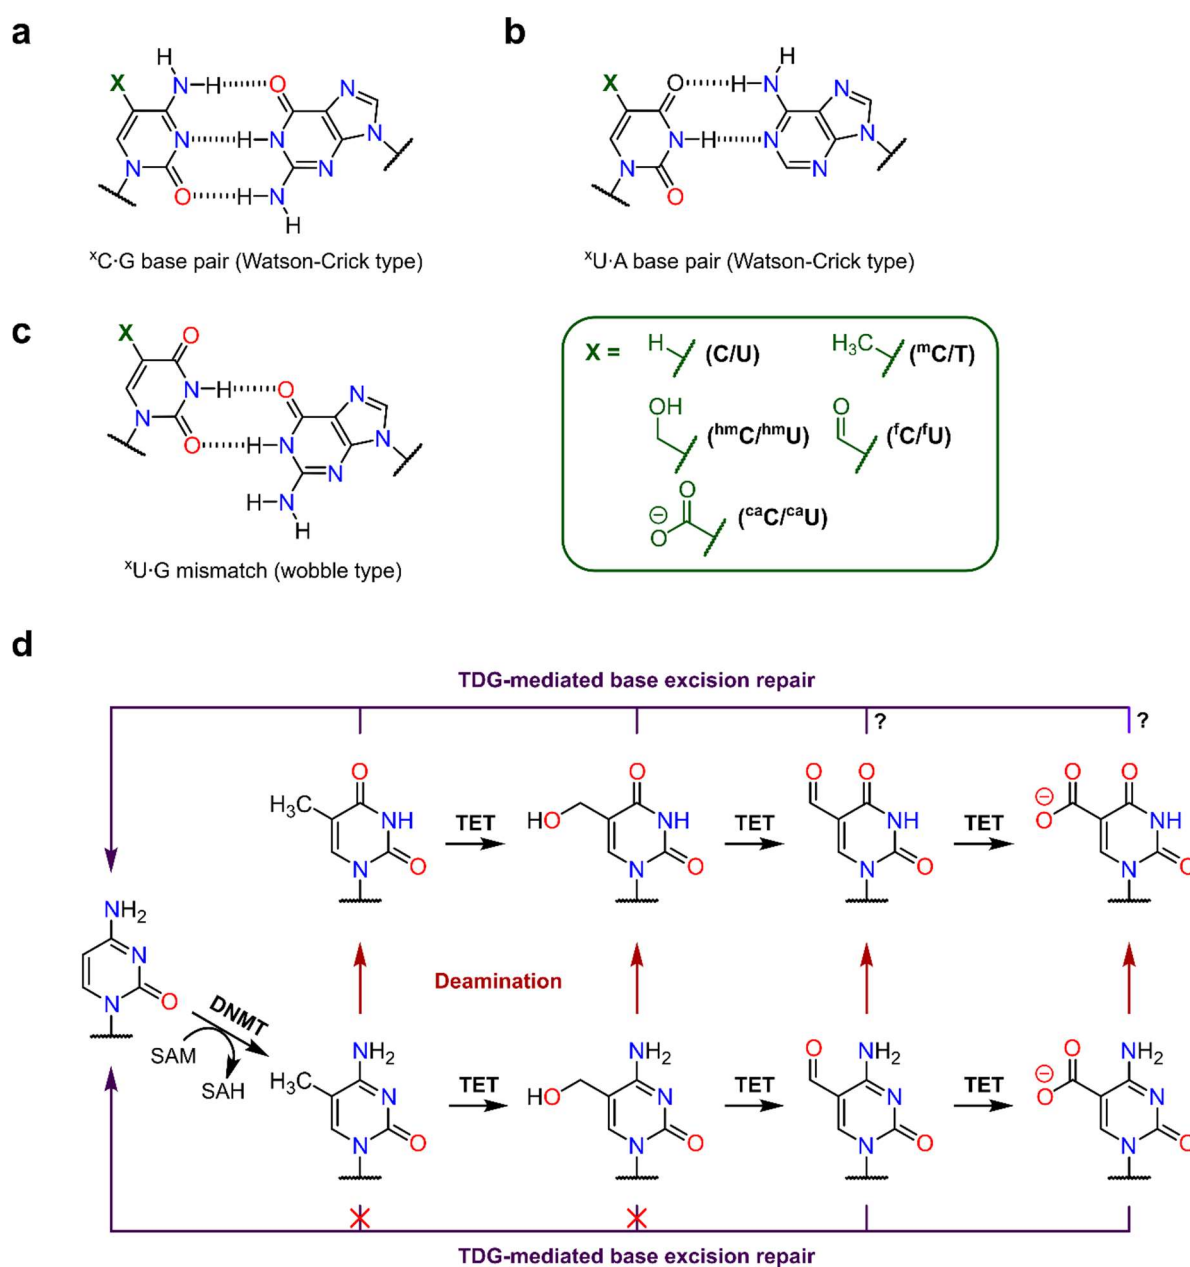 a
b
H
X
N
H
O
N
N
N
H
N
N
N
O
H
N
H
ˣC·G base pair (Watson-Crick type)
H
X
O
H
N
N
N
H
N
N
N
N
O
ˣU·A base pair (Watson-Crick type)
c
X
O
N
H
O
N
N
N
O
H
N
N
H
N
H
ˣU·G mismatch (wobble type)
X =
H
(C/U)
H₃C
(ᵐC/T)
OH
(ʰᵐC/ʰᵐU)
O
(ᶠC/ᶠU)
O
⊖
O
(ᶜᵃC/ᶜᵃU)
d
TDG-mediated base excision repair
?
?
O
H₃C
NH
N
O
TET
O
HO
NH
N
O
TET
O
O
NH
N
O
TET
O
O
⊖
O
NH
N
O
NH₂
N
N
O
Deamination
DNMT
SAM
SAH
NH₂
H₃C
N
N
O
TET
NH₂
HO
N
N
O
TET
O
NH₂
N
N
O
TET
O
NH₂
⊖
O
N
N
O
TDG-mediated base excision repair